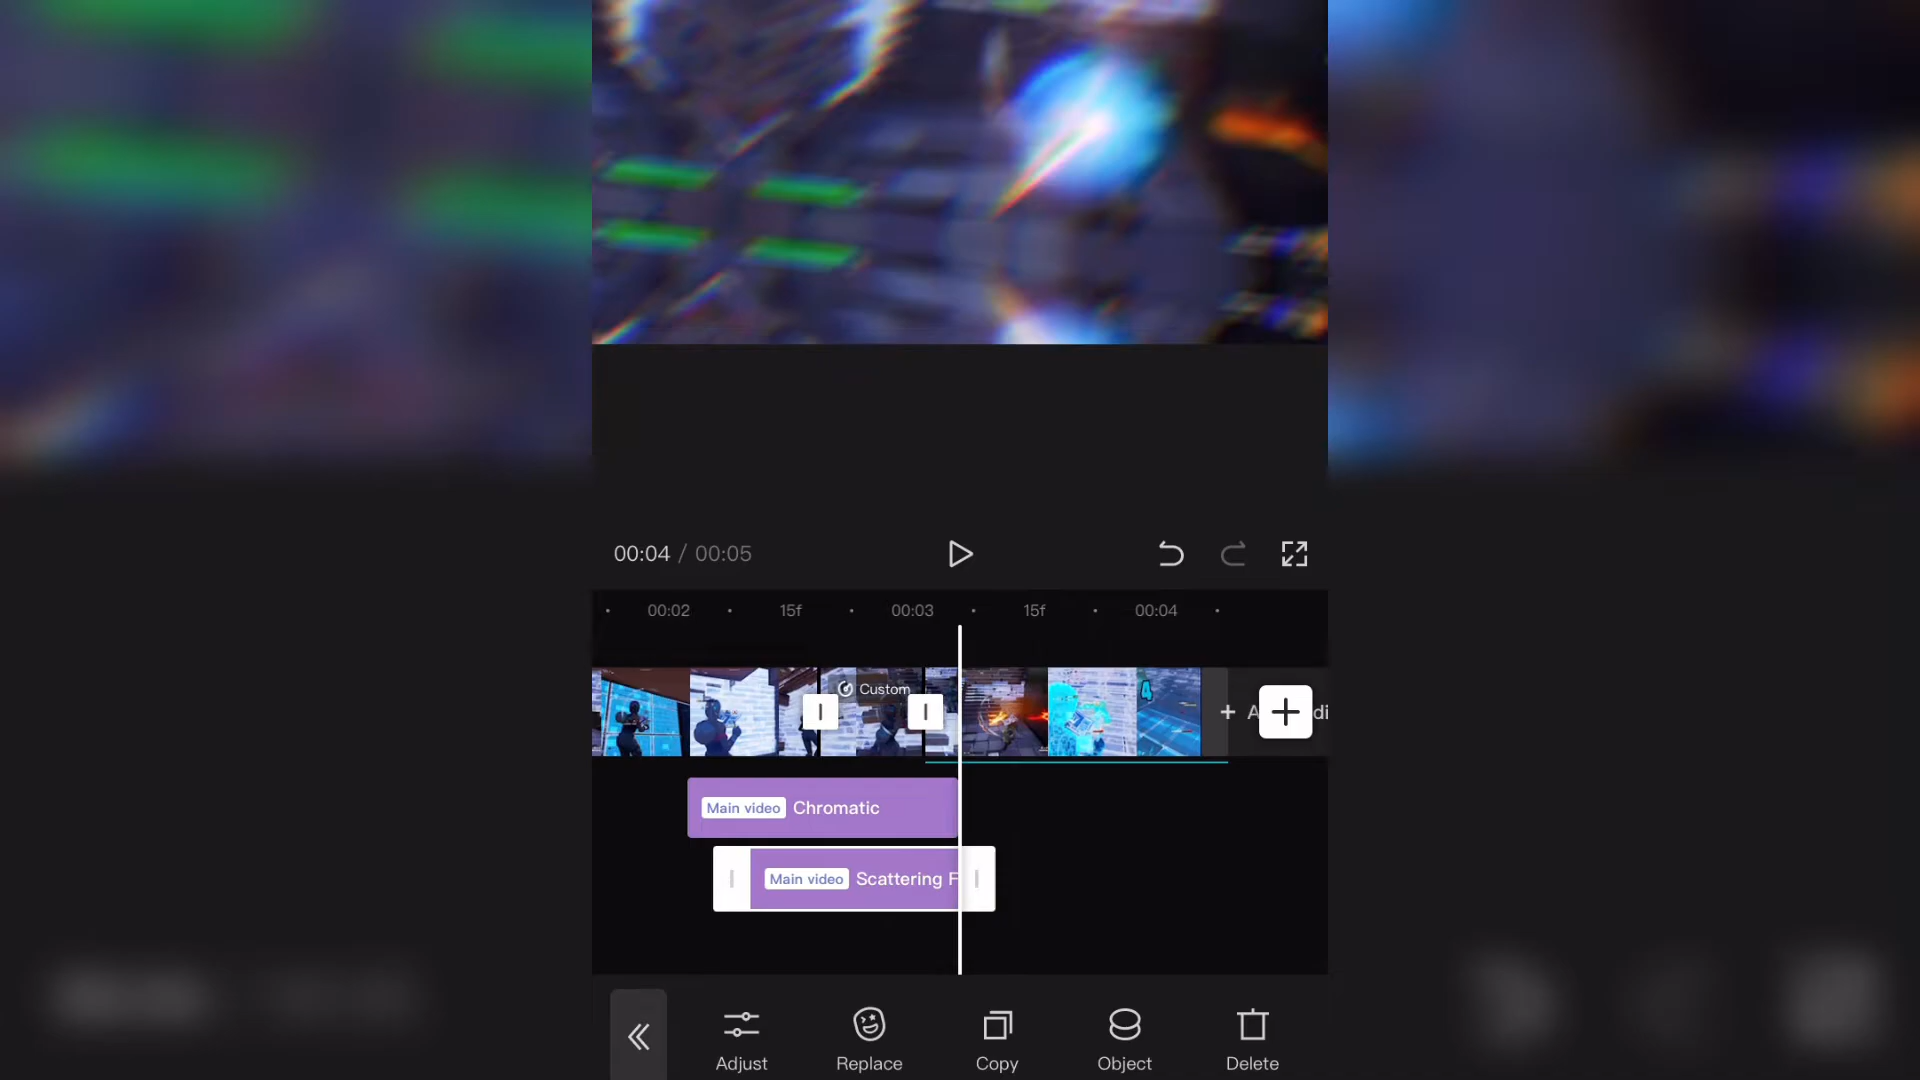 00:04 / 00:05
00:02 15f 00:03 15f 00:04
Custom
+ A di
Main video Chromatic
Main video Scattering F
Adjust Replace Copy Object Delete